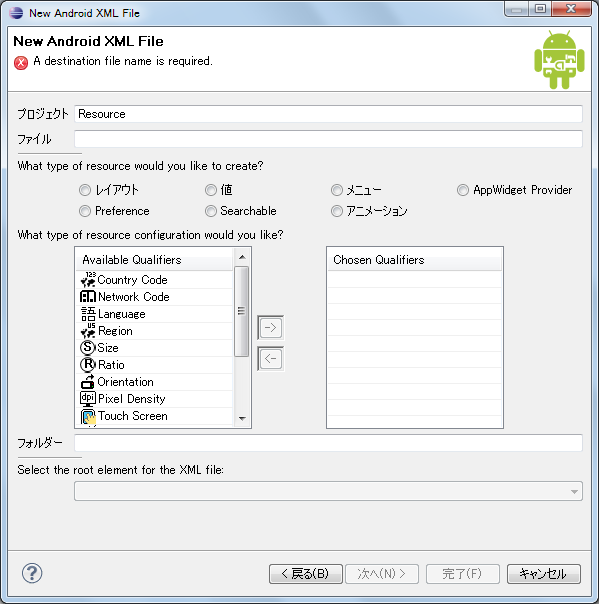 New Android XML File
New Android XML File
A destination file name is required.
プロジェクト Resource
ファイル
What type of resource would you like to create?
レイアウト 値 メニュー AppWidget Provider
Preference Searchable アニメーション
What type of resource configuration would you like?
Available Qualifiers Chosen Qualifiers
123 Country Code
Network Code
語 Language
US Region
S Size
R Ratio
Orientation
dpi Pixel Density
Touch Screen
->
<-
フォルダー
Select the root element for the XML file:
? < 戻る(B) 次へ(N) > 完了(F) キャンセル